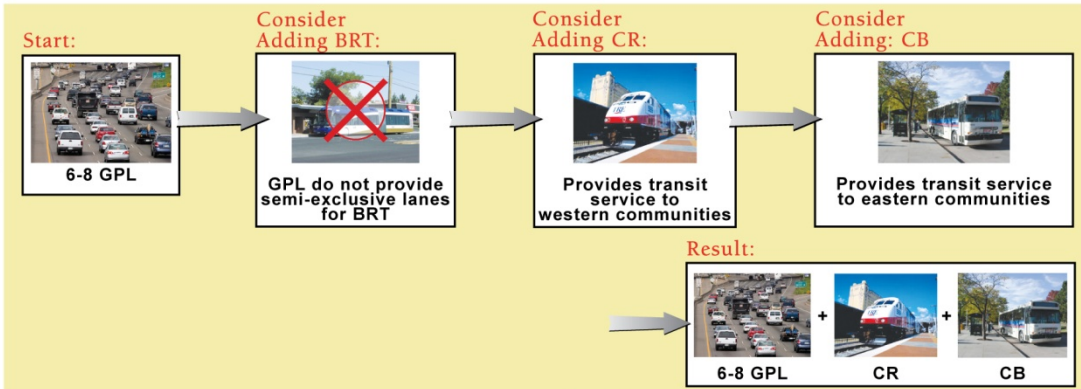 Start:
6-8 GPL
Consider
Adding BRT:
GPL do not provide
semi-exclusive lanes
for BRT
Consider
Adding CR:
Provides transit
service to
western communities
Consider
Adding: CB
Provides transit service
to eastern communities
Result:
6-8 GPL
+
CR
+
CB